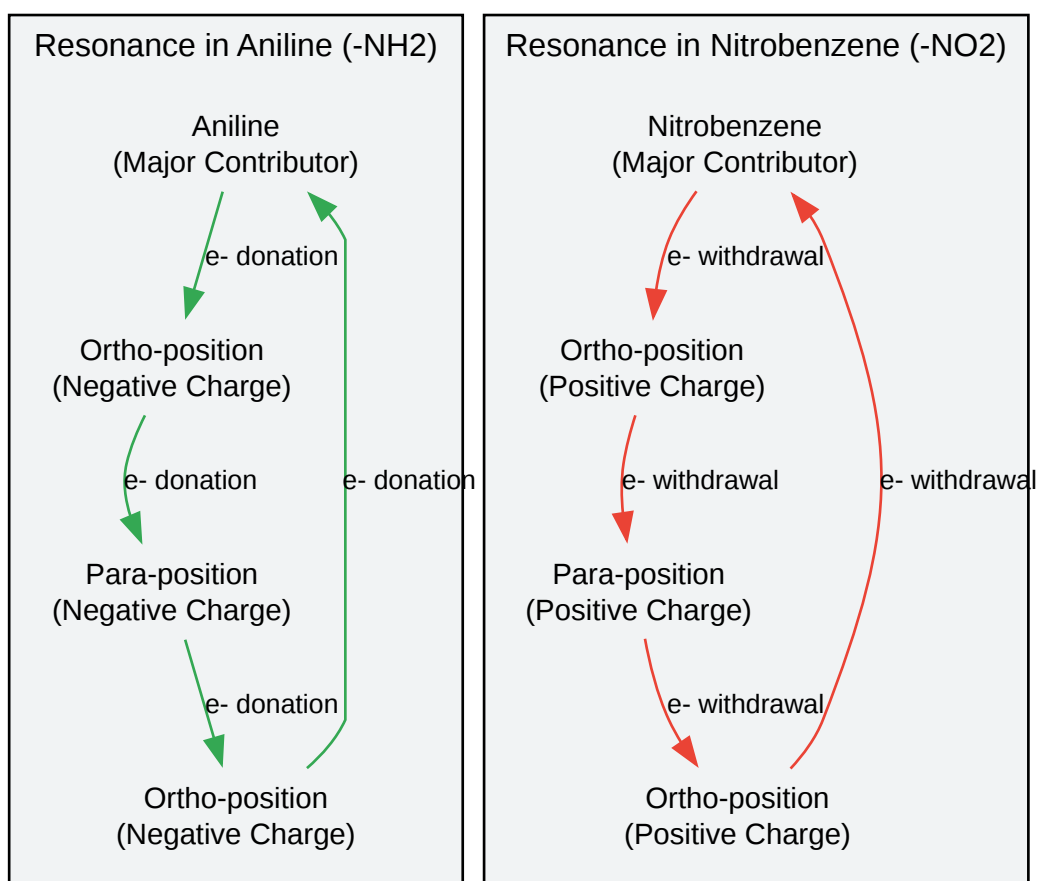 Resonance in Aniline (-NH2)
Aniline
(Major Contributor)
e- donation
Ortho-position
(Negative Charge)
e- donation
e- donation
Para-position
(Negative Charge)
e- donation
Ortho-position
(Negative Charge)
Resonance in Nitrobenzene (-NO2)
Nitrobenzene
(Major Contributor)
e- withdrawal
Ortho-position
(Positive Charge)
e- withdrawal
e- withdrawal
Para-position
(Positive Charge)
e- withdrawal
Ortho-position
(Positive Charge)